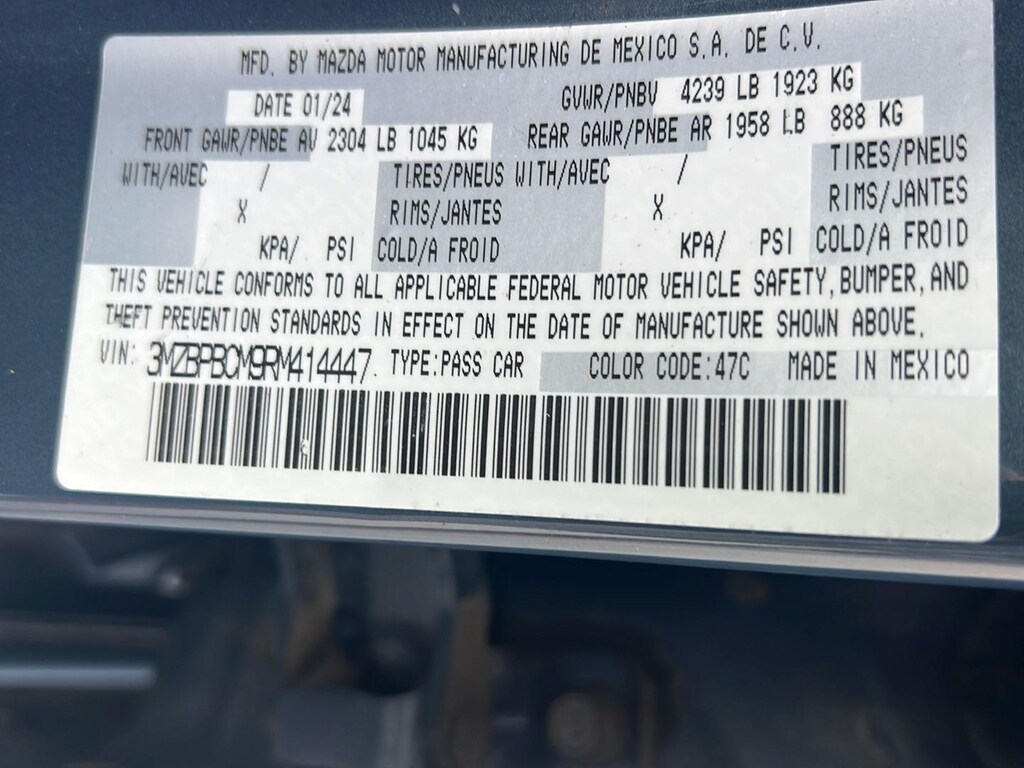 MFD. BY MAZDA MOTOR MANUFACTURING DE MEXICO S.A. DE C.V.
DATE 01/24 GVWR/PNBV 4239 LB 1923 KG
FRONT GAWR/PNBE AV 2304 LB 1045 KG REAR GAWR/PNBE AR 1958 LB 888 KG
WITH/AVEC / TIRES/PNEUS WITH/AVEC / TIRES/PNEUS
X RIMS/JANTES X RIMS/JANTES
KPA/ PSI COLD/A FROID KPA/ PSI COLD/A FROID
THIS VEHICLE CONFORMS TO ALL APPLICABLE FEDERAL MOTOR VEHICLE SAFETY, BUMPER, AND
THEFT PREVENTION STANDARDS IN EFFECT ON THE DATE OF MANUFACTURE SHOWN ABOVE.
VIN: 3MZBPBCM9RM414447. TYPE:PASS CAR COLOR CODE:47C MADE IN MEXICO